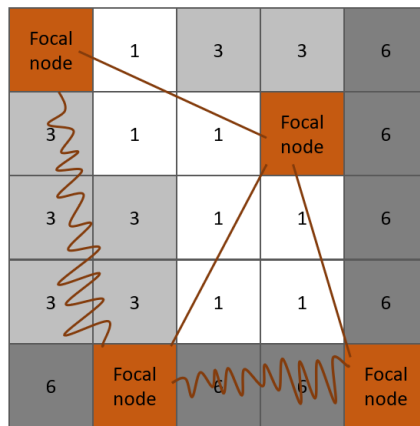 Focal node 1 3 3 6
3 1 1 Focal node 6
3 3 1 1 6
3 3 1 1 6
6 Focal node 6 6 Focal node